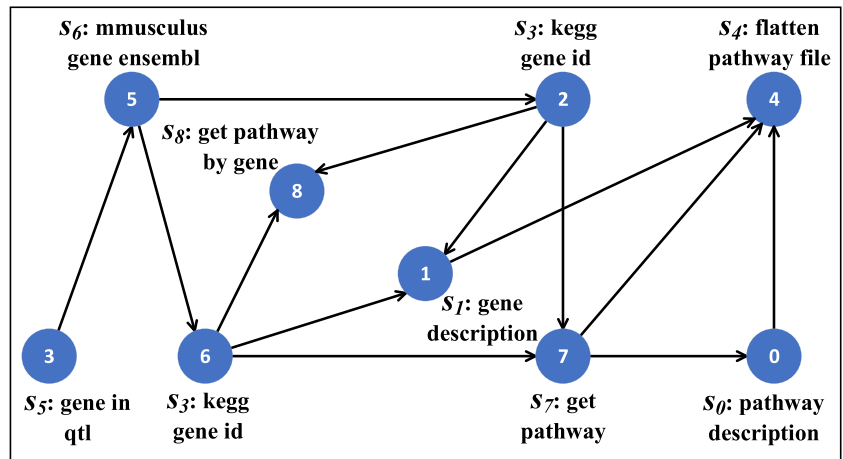 s6: mmusculus
gene ensembl
s3: kegg
gene id
s4: flatten
pathway file
5
2
4
s8: get pathway
by gene
8
1
s1: gene
description
3
6
7
0
s5: gene in
qtl
s3: kegg
gene id
s7: get
pathway
s0: pathway
description